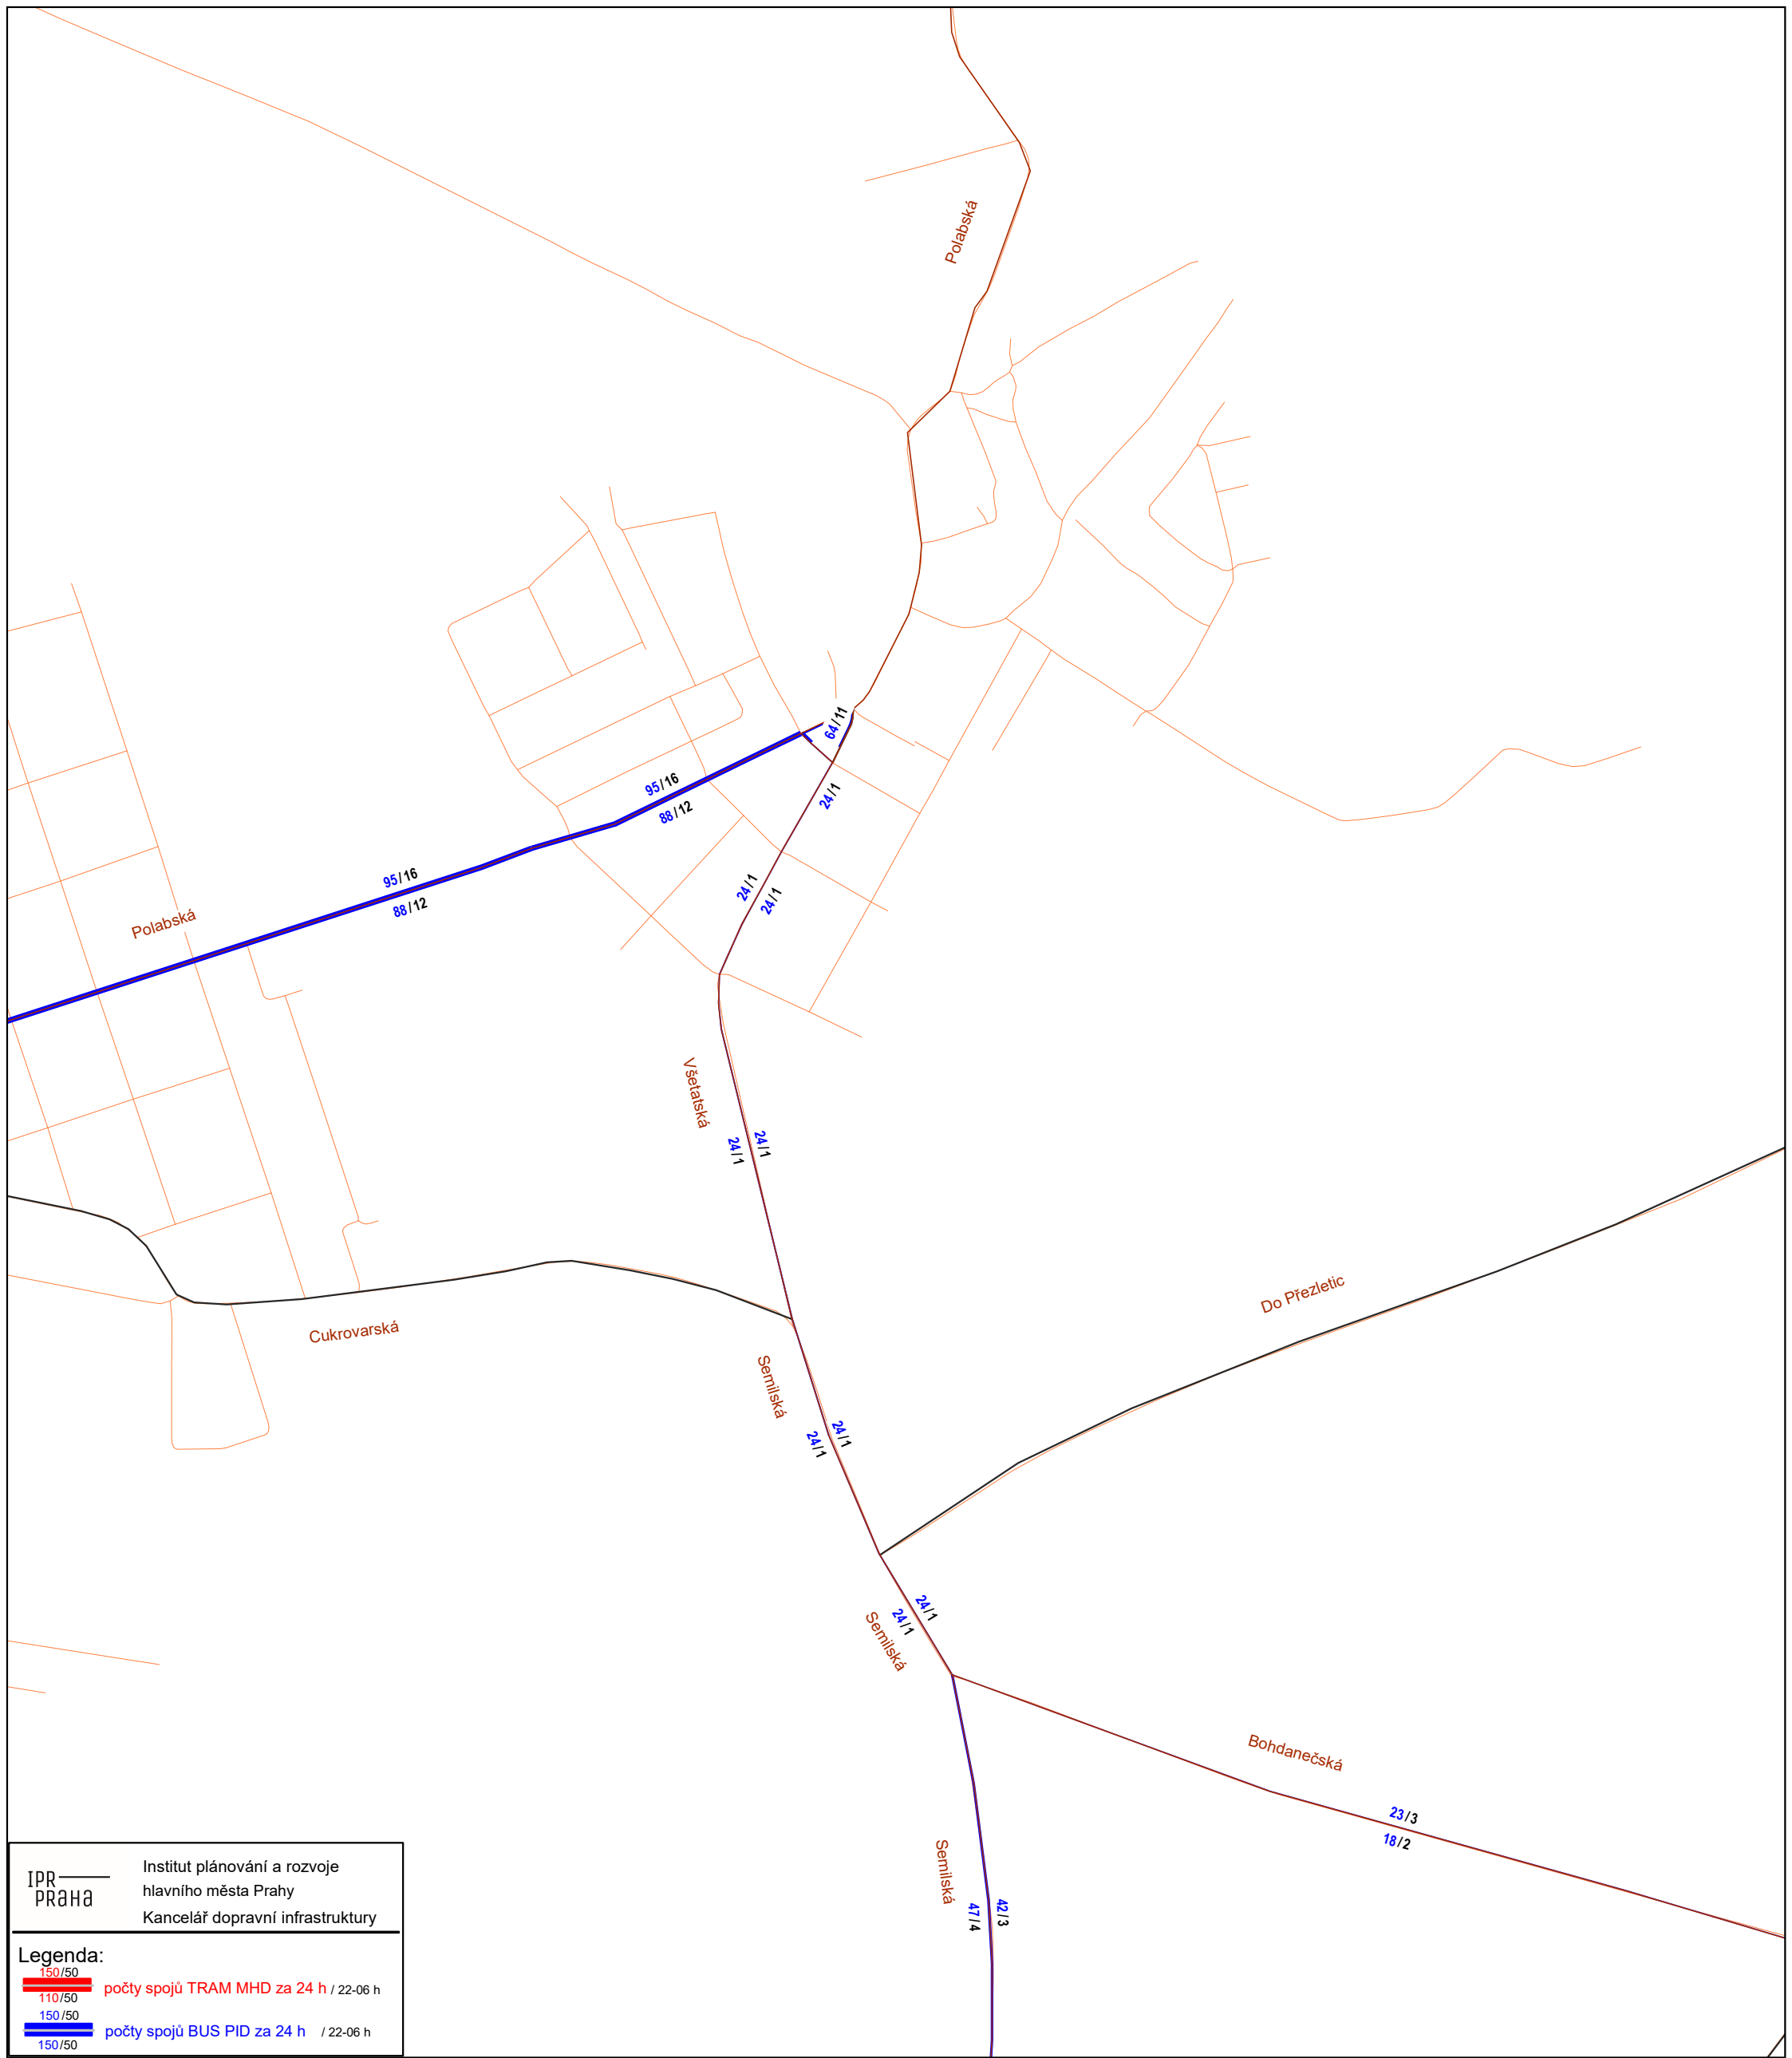 Polabská
64/11
95/16
88/12
24/1
95/16
88/12
24/1
24/1
Polabská
Všetatská
24/1
24/1
Do Přezletic
Cukrovarská
Semilská
24/1
24/1
24/1
24/1
Semilská
Bohdanečská
23/3
18/2
Semilská
47/4
42/3
IPR
PRAHA
Institut plánování a rozvoje
hlavního města Prahy
Kancelář dopravní infrastruktury
Legenda:
150/50
110/50
počty spojů TRAM MHD za 24 h / 22-06 h
150/50
150/50
počty spojů BUS PID za 24 h / 22-06 h